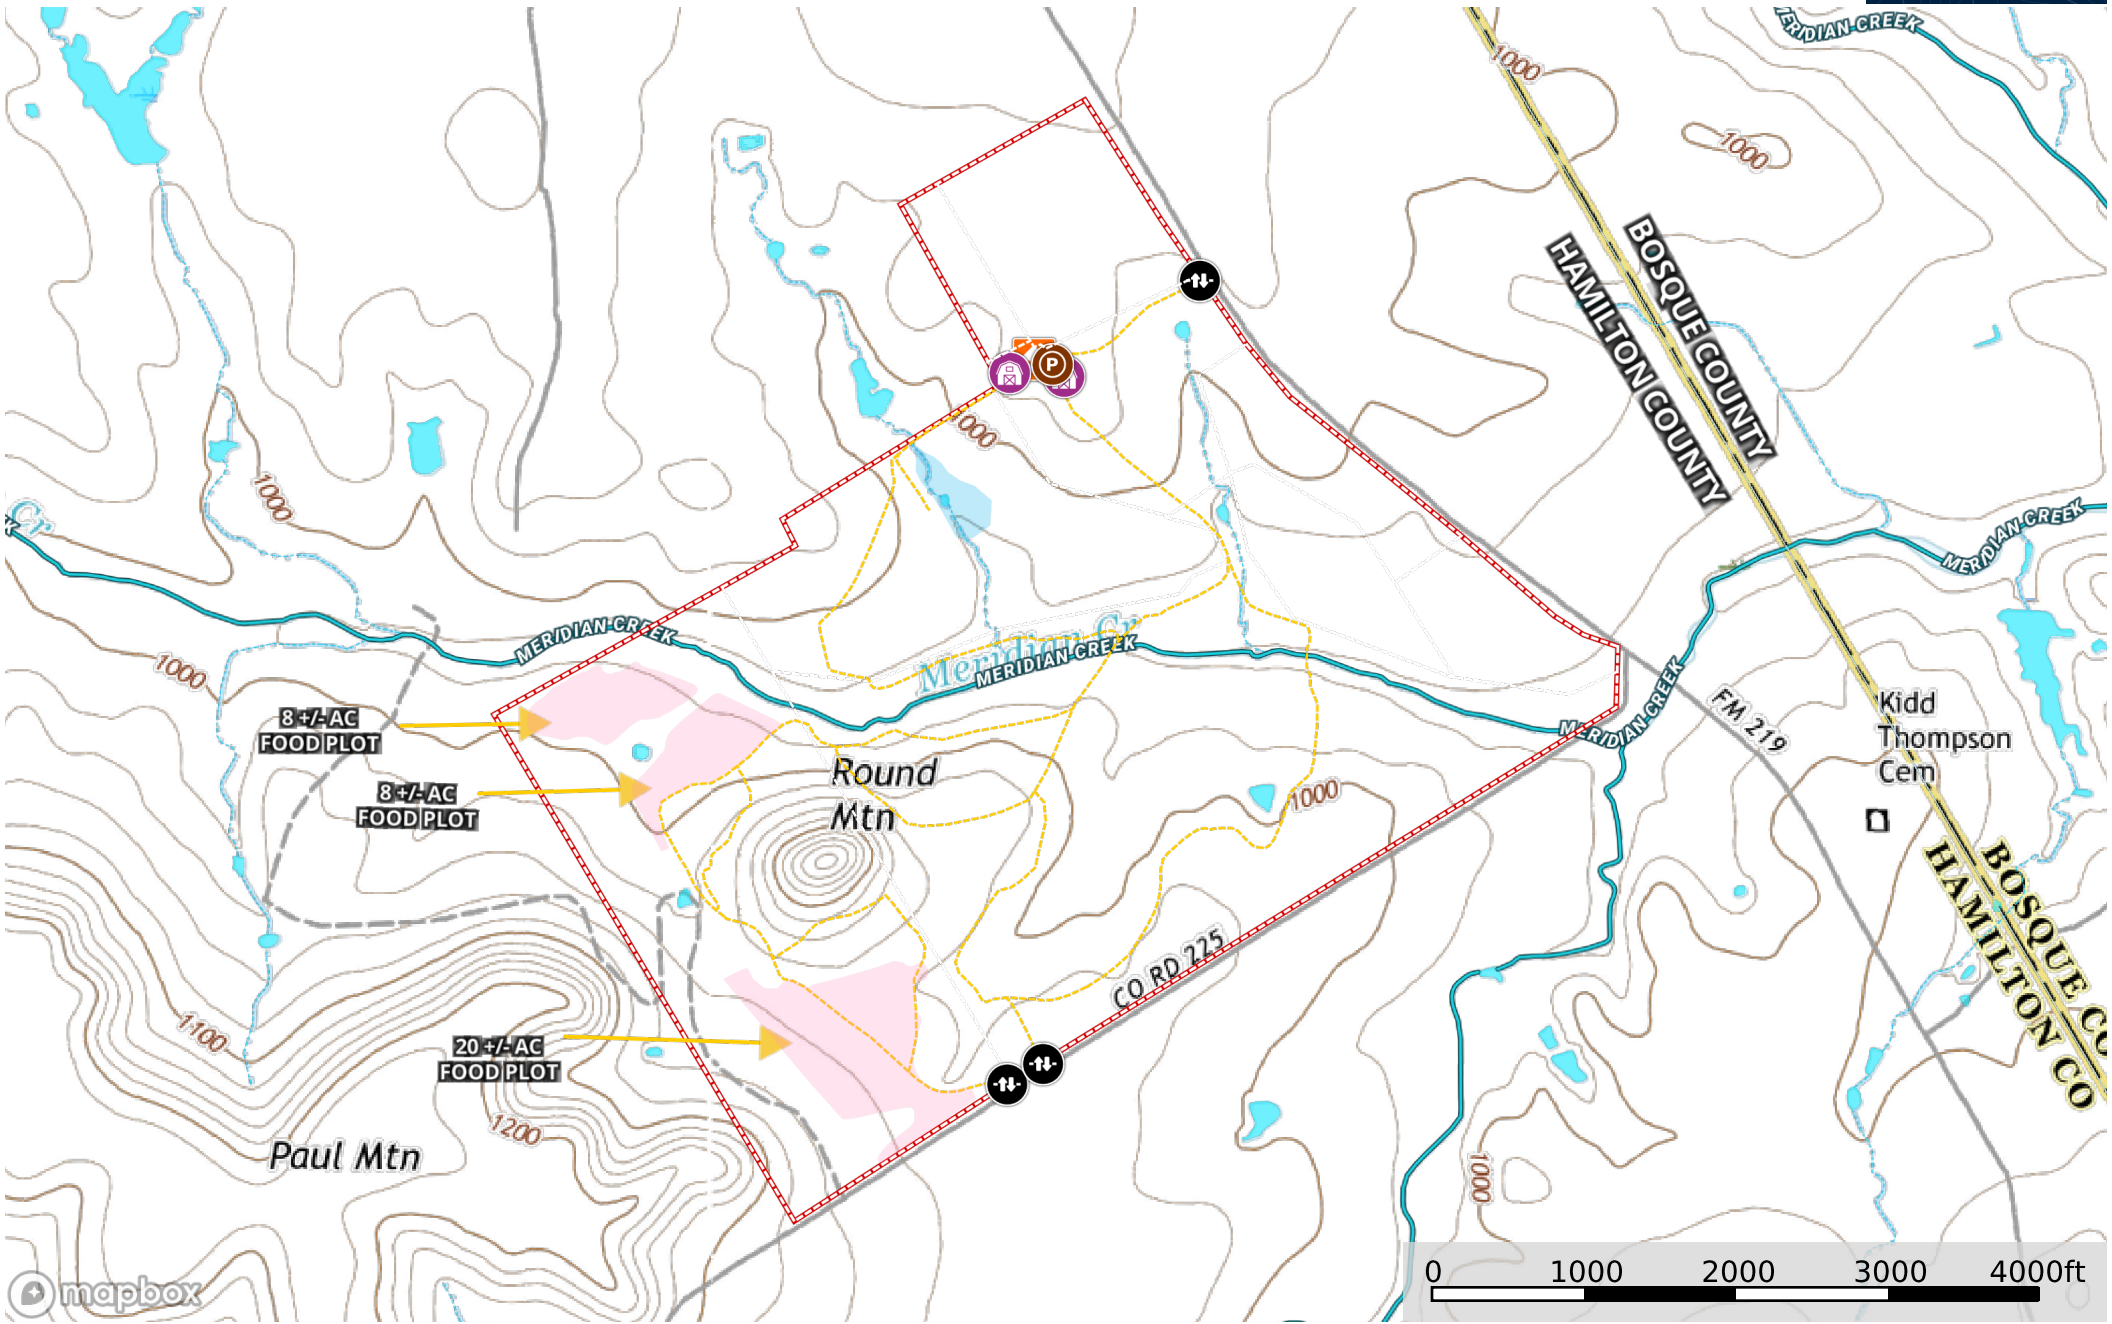 MERIDIAN CREEK
1000
1000
BOSQUE COUNTY
HAMILTON COUNTY
P
1000
1000
Cr
MERIDIAN CREEK
MERIDIAN CREEK
Meridian Cr
MERIDIAN CREEK
1000
8 +/- AC
FOOD PLOT
8 +/- AC
FOOD PLOT
Round
Mtn
1000
MERIDIAN CREEK
FM 219
Kidd
Thompson
Cem
BOSQUE CO
HAMILTON CO
CO RD 225
1100
20 +/- AC
FOOD PLOT
1200
Paul Mtn
1000
mapbox
0 1000 2000 3000 4000ft